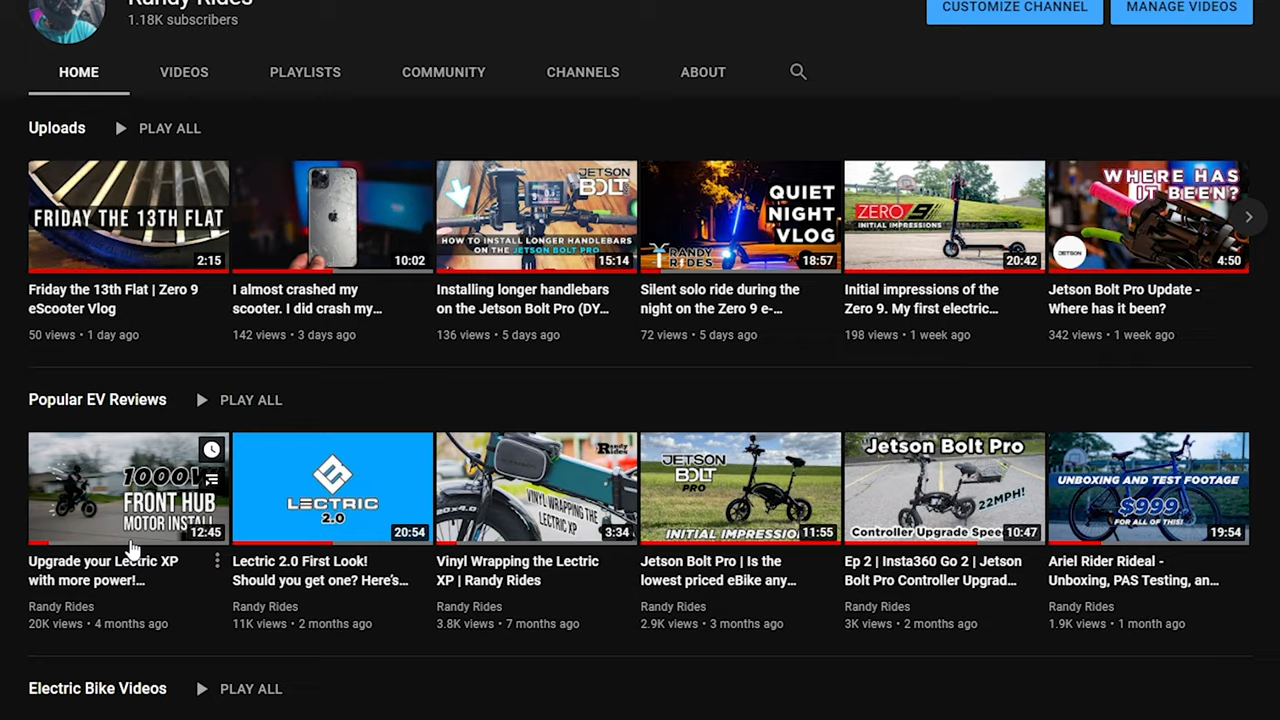 Randy Rides
1.18K subscribers
CUSTOMIZE CHANNEL
MANAGE VIDEOS
HOME
VIDEOS
PLAYLISTS
COMMUNITY
CHANNELS
ABOUT
Uploads
PLAY ALL
FRIDAY THE 13TH FLAT
2:15
10:02
JETSON
BOLT
HOW TO INSTALL LONGER HANDLEBARS
ON THE JETSON BOLT PRO
15:14
QUIET
NIGHT
VLOG
RANDY
RIDES
18:57
ZERO 9
INITIAL IMPRESSIONS
20:42
WHERE HAS
IT BEEN?
JETSON
4:50
Friday the 13th Flat | Zero 9
eScooter Vlog
50 views • 1 day ago
I almost crashed my
scooter. I did crash my...
142 views • 3 days ago
Installing longer handlebars
on the Jetson Bolt Pro (DY...
136 views • 5 days ago
Silent solo ride during the
night on the Zero 9 e-...
72 views • 5 days ago
Initial impressions of the
Zero 9. My first electric...
198 views • 1 week ago
Jetson Bolt Pro Update -
Where has it been?
342 views • 1 week ago
Popular EV Reviews
PLAY ALL
1000W
FRONT HUB
MOTOR INSTALL
12:45
LECTRIC
2.0
20:54
Randy
Rides
VINYL WRAPPING THE
LECTRIC XP
20x4.0
3:34
JETSON
BOLT
PRO
INITIAL IMPRESSIO
11:55
Jetson Bolt Pro
22MPH!
Controller Upgrade Spee
10:47
UNBOXING AND TEST FOOTAGE
$999
FOR ALL OF THIS!
19:54
Upgrade your Lectric XP
with more power!...
Randy Rides
20K views • 4 months ago
Lectric 2.0 First Look!
Should you get one? Here's...
Randy Rides
11K views • 2 months ago
Vinyl Wrapping the Lectric
XP | Randy Rides
Randy Rides
3.8K views • 7 months ago
Jetson Bolt Pro | Is the
lowest priced eBike any...
Randy Rides
2.9K views • 3 months ago
Ep 2 | Insta360 Go 2 | Jetson
Bolt Pro Controller Upgrad...
Randy Rides
3K views • 2 months ago
Ariel Rider Rideal -
Unboxing, PAS Testing, an...
Randy Rides
1.9K views • 1 month ago
Electric Bike Videos
PLAY ALL